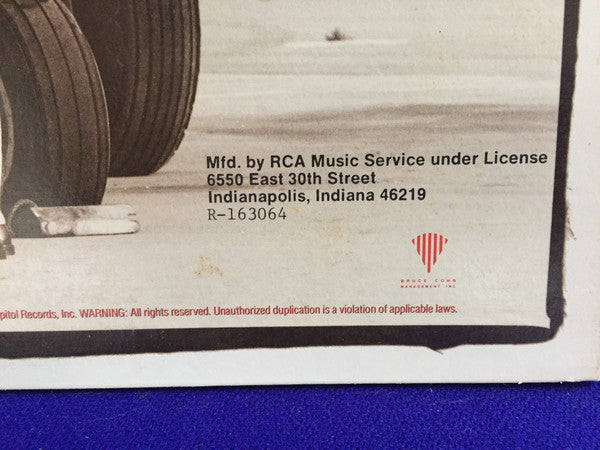 Mfd. by RCA Music Service under License
6550 East 30th Street
Indianapolis, Indiana 46219
R-163064
BRUCE COHN
MANAGEMENT INC
Records, Inc. WARNING: All rights reserved. Unauthorized duplication is a violation of applicable laws.